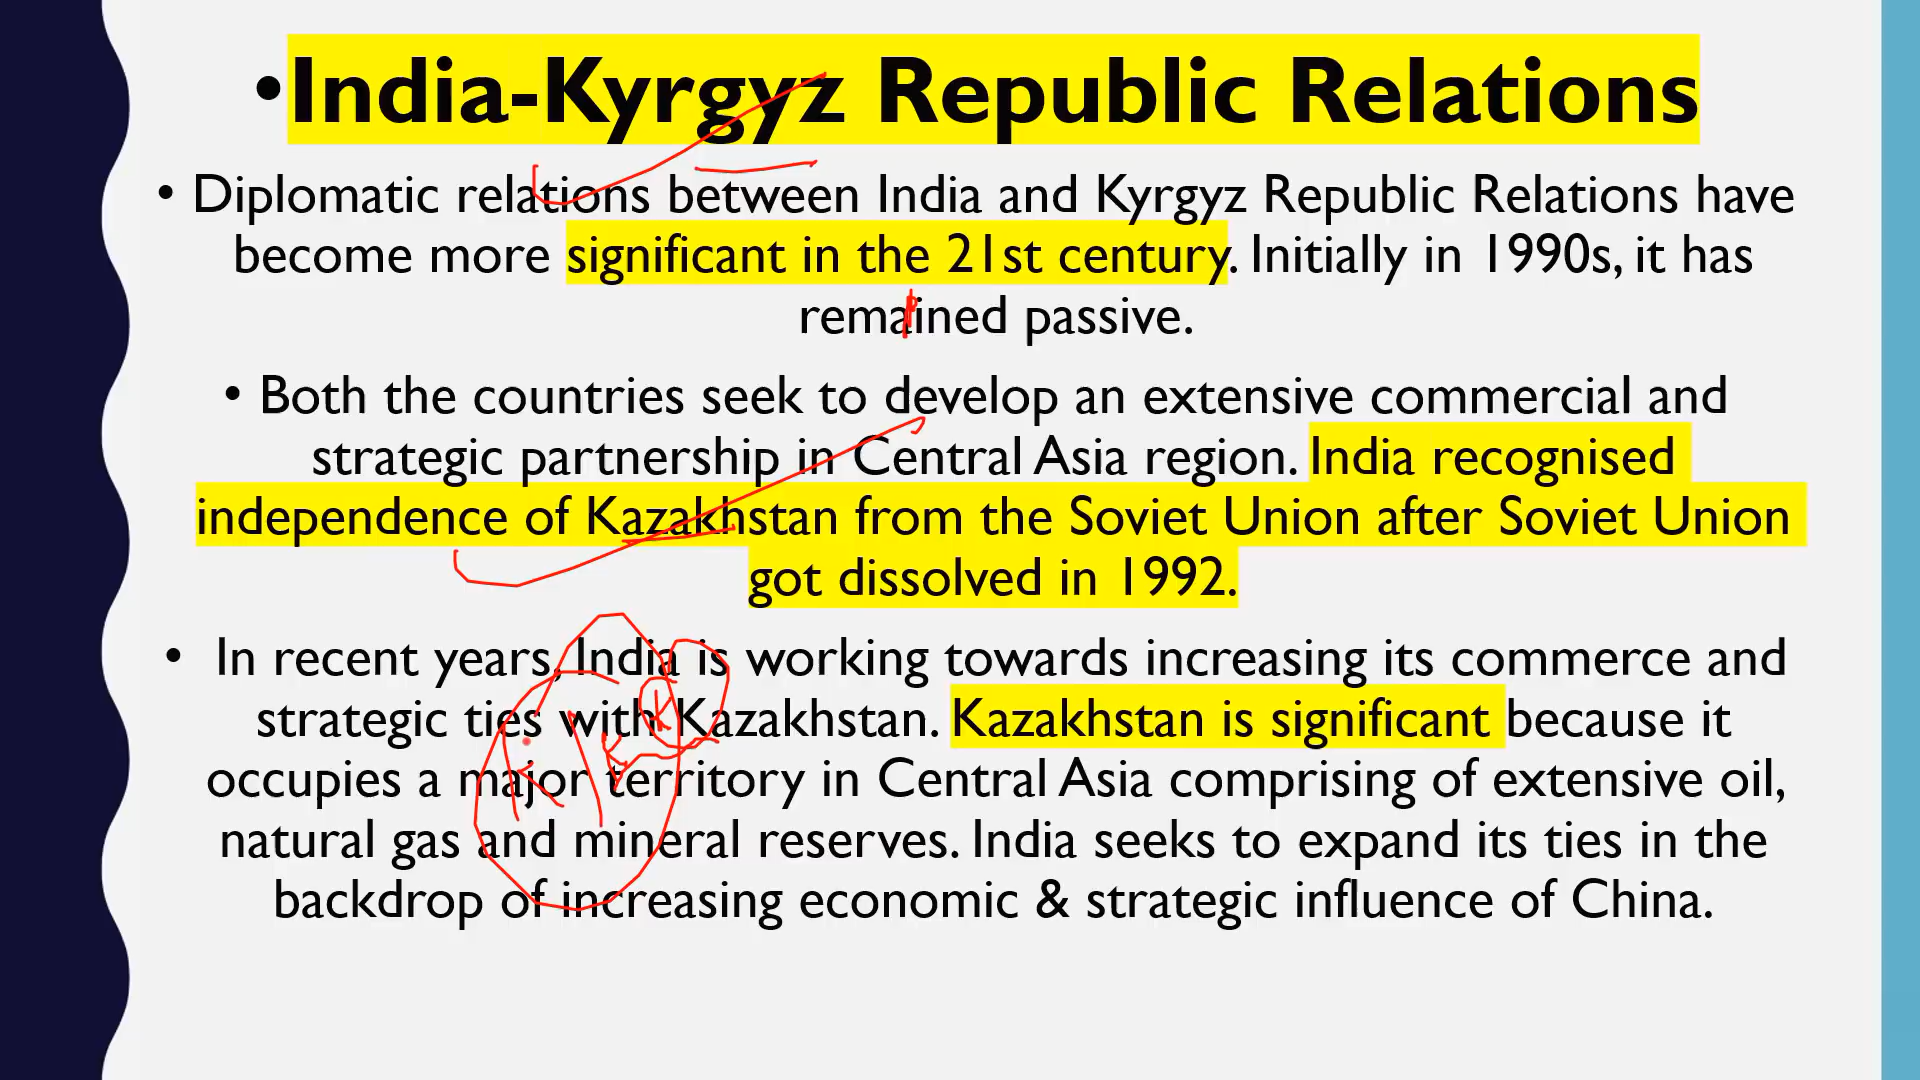 •India-Kyrgyz Republic Relations
• Diplomatic relations between India and Kyrgyz Republic Relations have
become more significant in the 21st century. Initially in 1990s, it has
remained passive.
• Both the countries seek to develop an extensive commercial and
strategic partnership in Central Asia region. India recognised
independence of Kazakhstan from the Soviet Union after Soviet Union
got dissolved in 1992.
• In recent years, India is working towards increasing its commerce and
strategic ties with Kazakhstan. Kazakhstan is significant because it
occupies a major territory in Central Asia comprising of extensive oil,
natural gas and mineral reserves. India seeks to expand its ties in the
backdrop of increasing economic & strategic influence of China.
K
K